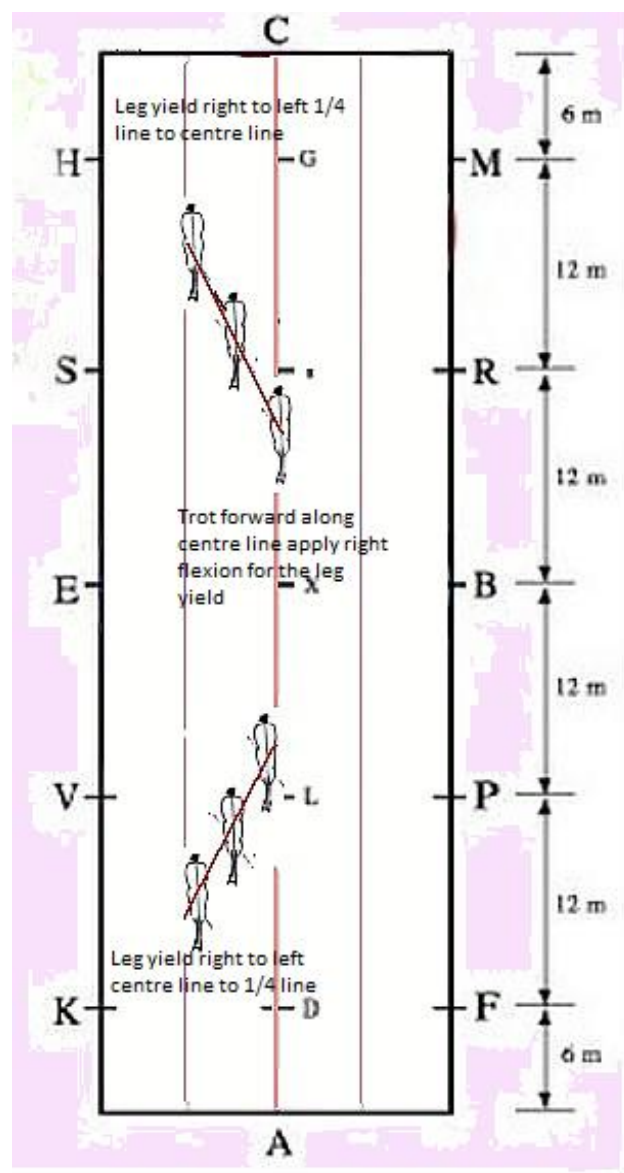 C
Leg yield right to left 1/4
line to centre line
6 m
H
G
M
12 m
S
R
12 m
Trot forward along
centre line apply right
flexion for the leg
yield
E
X
B
12 m
V
L
P
12 m
Leg yield right to left
centre line to 1/4 line
K
D
F
6 m
A